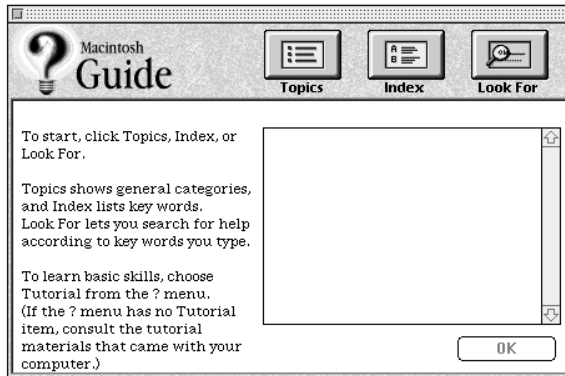 Macintosh
Guide
Topics
Index
Look For
To start, click Topics, Index, or
Look For.
Topics shows general categories,
and Index lists key words.
Look For lets you search for help
according to key words you type.
To learn basic skills, choose
Tutorial from the ? menu.
(If the ? menu has no Tutorial
item, consult the tutorial
materials that came with your
computer.)
OK